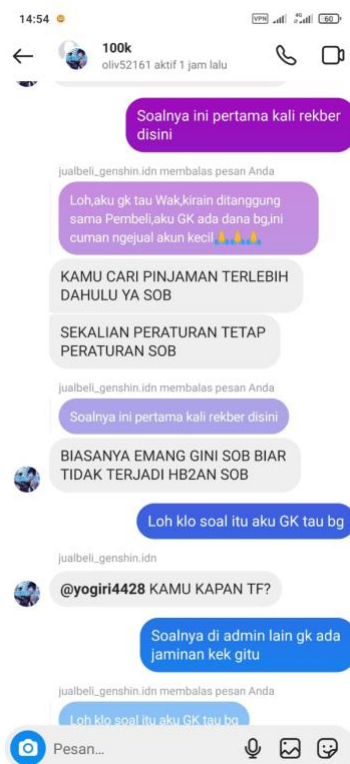 14:54
VPN
4G
60
100k
oliv52161 aktif 1 jam lalu
Soalnya ini pertama kali rekber
disini
jualbeli_genshin.idn membalas pesan Anda
Loh,aku gk tau Wak,kirain ditanggung
sama Pembeli,aku GK ada dana bg,ini
cuman ngejual akun kecil🙏🙏🙏
KAMU CARI PINJAMAN TERLEBIH
DAHULU YA SOB
SEKALIAN PERATURAN TETAP
PERATURAN SOB
jualbeli_genshin.idn membalas pesan Anda
Soalnya ini pertama kali rekber disini
BIASANYA EMANG GINI SOB BIAR
TIDAK TERJADI HB2AN SOB
Loh klo soal itu aku GK tau bg
jualbeli_genshin.idn
@yogiri4428 KAMU KAPAN TF?
Soalnya di admin lain gk ada
jaminan kek gitu
jualbeli_genshin.idn membalas pesan Anda
Loh klo soal itu aku GK tau bg
Pesan...